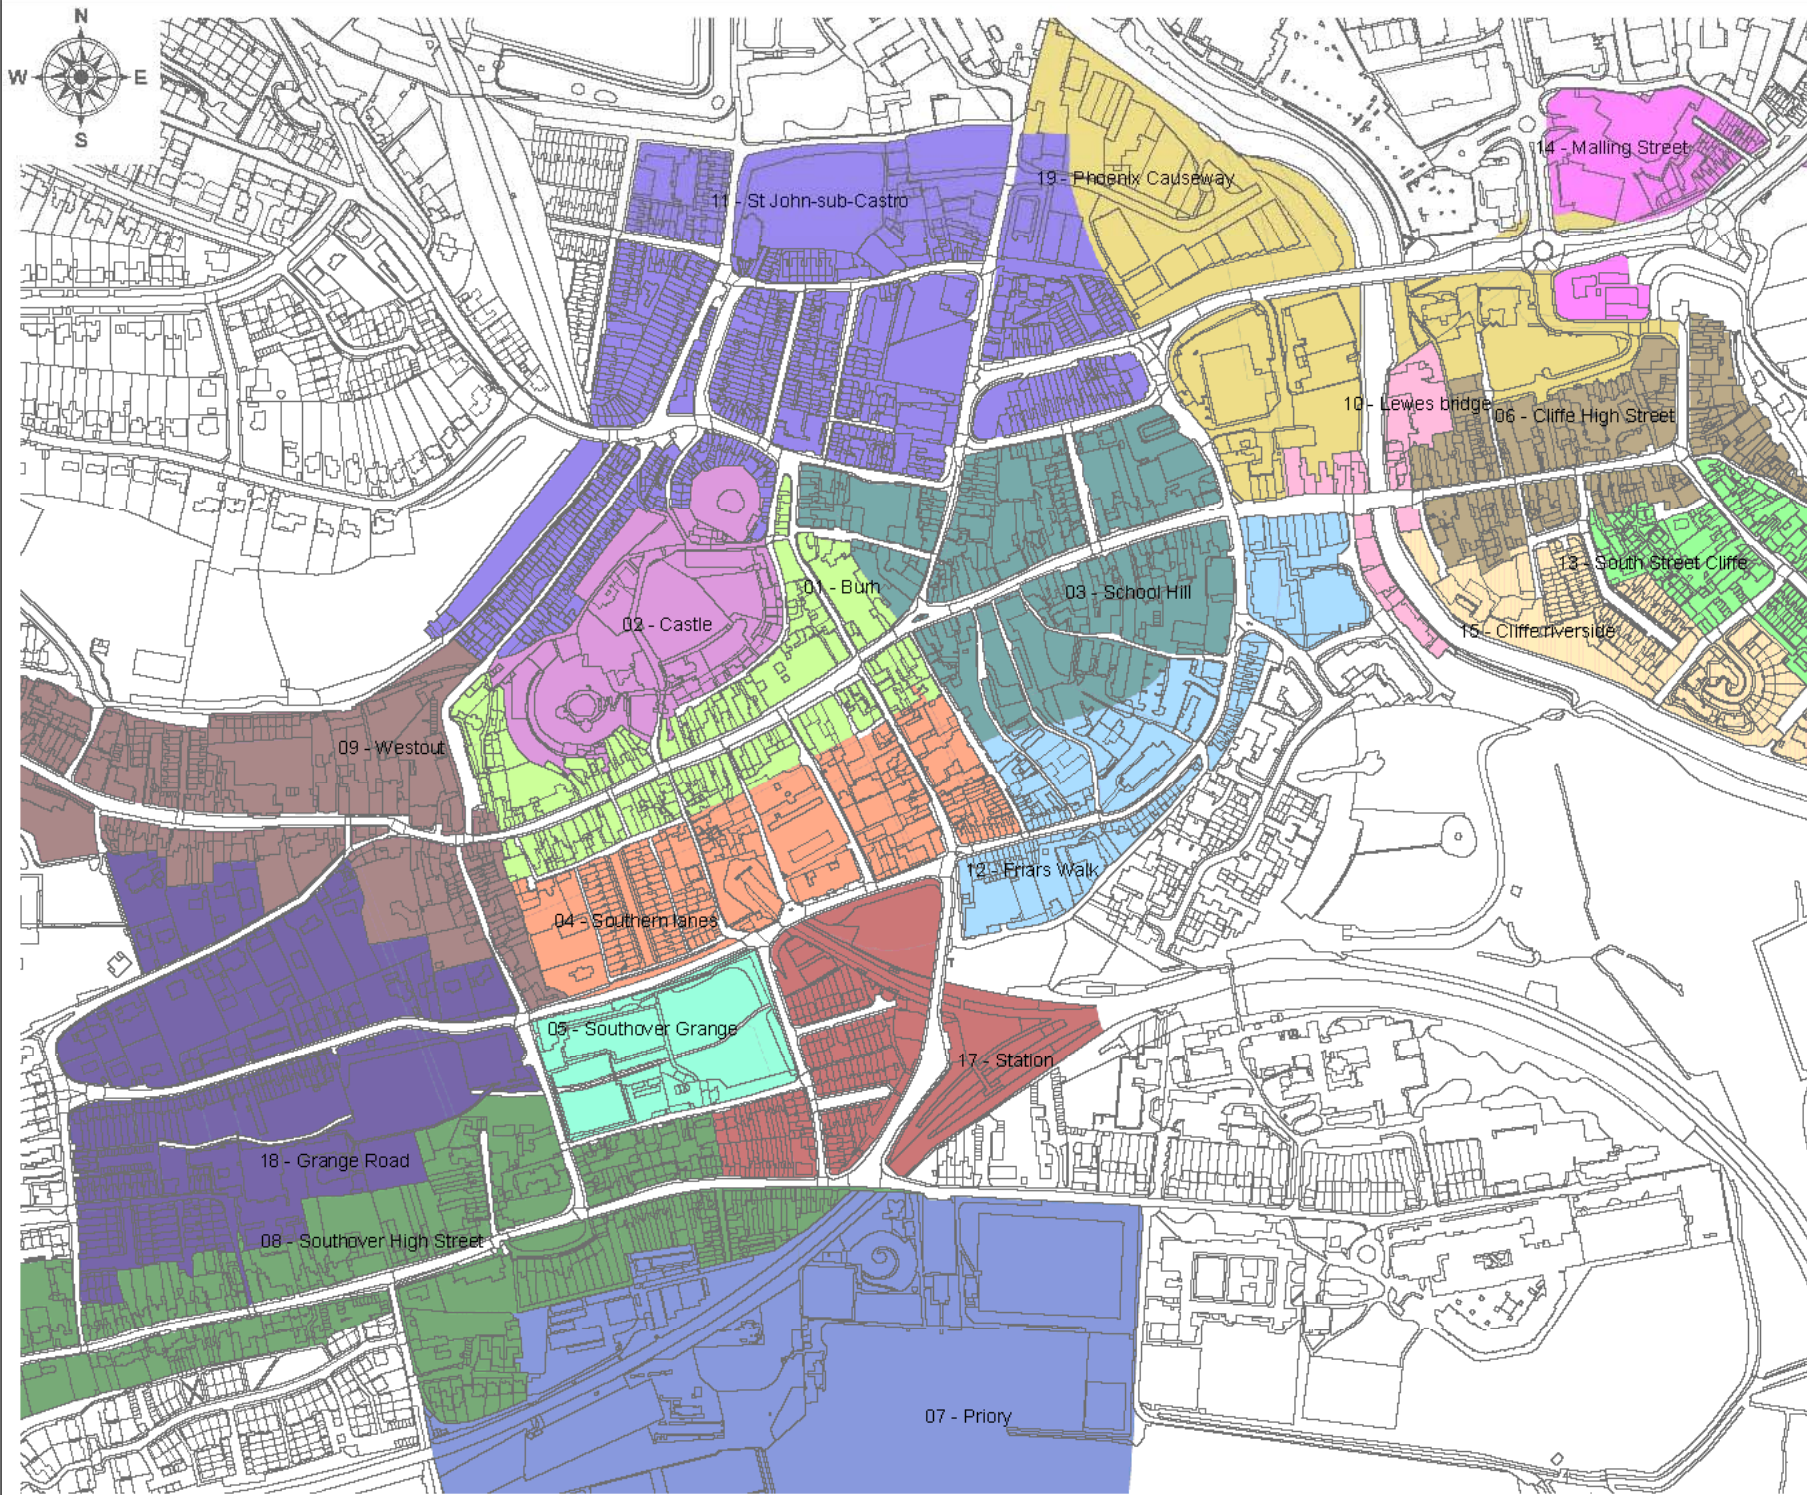 N
W E
S
14 - Malling Street
19 - Phoenix Causeway
11 - St John-sub-Castro
10 - Lewes bridge
06 - Cliffe High Street
13 - South Street Cliffe
01 - Burh
03 - School Hill
02 - Castle
15 - Cliffe riverside
09 - Westout
12 - Friars Walk
04 - Southern lanes
05 - Southover Grange
17 - Station
18 - Grange Road
08 - Southover High Street
07 - Priory